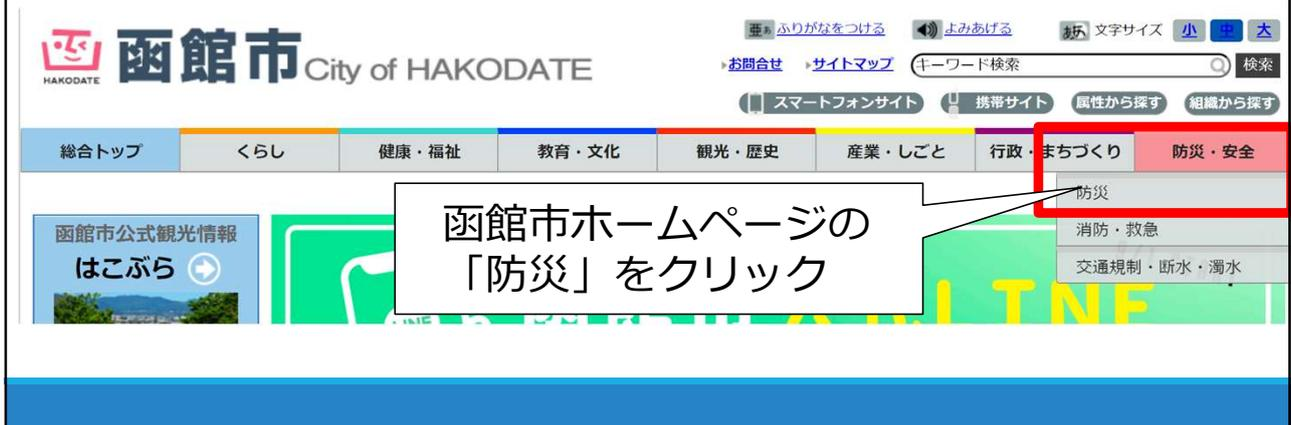 HAKODATE
函館市 City of HAKODATE
亜ぁ ふりがなをつける よみあげる あぁ 文字サイズ 小 中 大
お問合せ サイトマップ キーワード検索 検索
スマートフォンサイト 携帯サイト 属性から探す 組織から探す
総合トップ くらし 健康・福祉 教育・文化 観光・歴史 産業・しごと 行政・まちづくり 防災・安全
防災
消防・救急
交通規制・断水・濁水
函館市公式観光情報
はこぶら
函館市ホームページの
「防災」をクリック
LINE